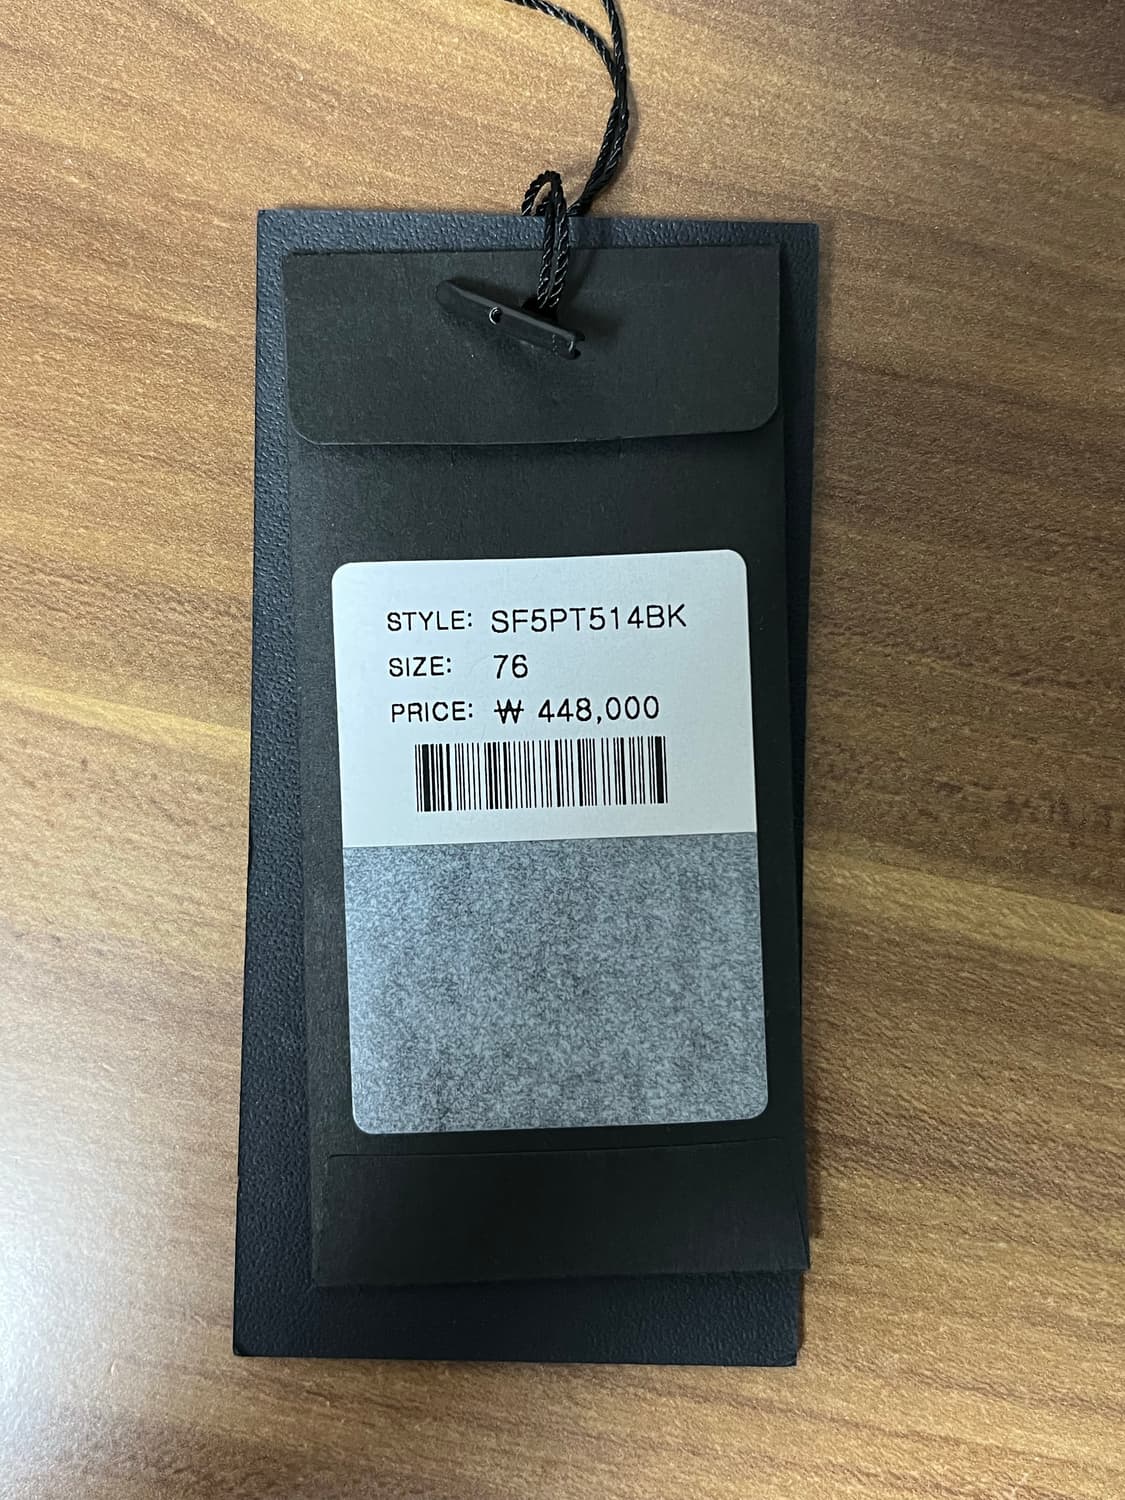 STYLE: SF5PT514BK
SIZE: 76
PRICE: ₩ 448,000